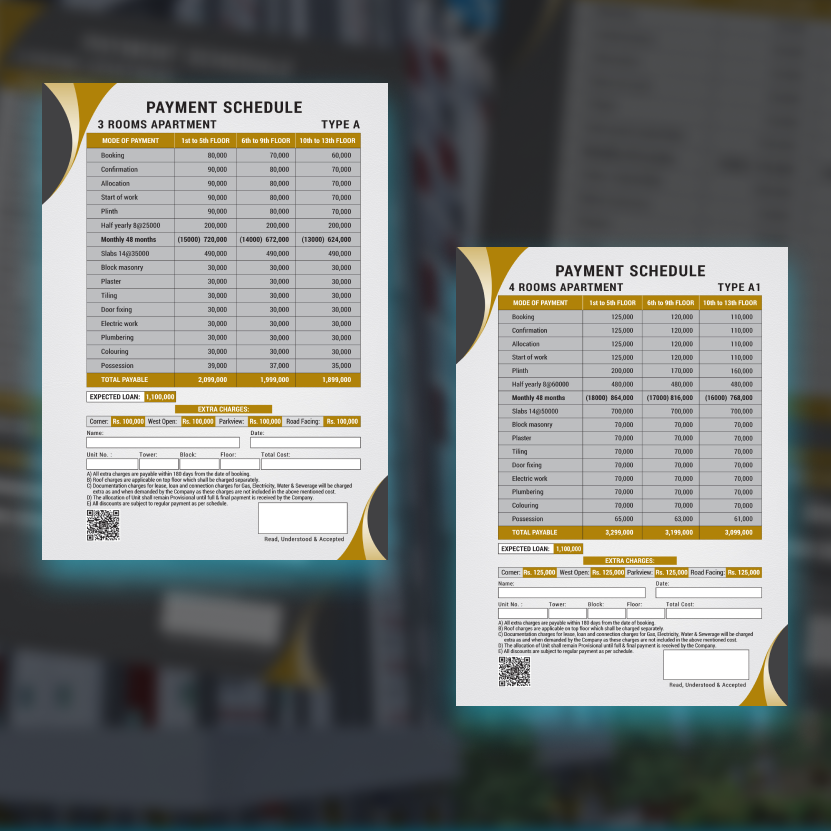 PAYMENT SCHEDULE
3 ROOMS APARTMENT TYPE A
MODE OF PAYMENT 1st to 5th FLOOR 6th to 9th FLOOR 10th to 13th FLOOR
Booking 80,000 70,000 60,000
Confirmation 90,000 80,000 70,000
Allocation 90,000 80,000 70,000
Start of work 90,000 80,000 70,000
Plinth 90,000 80,000 70,000
Half yearly 8@25000 200,000 200,000 200,000
Monthly 48 months (15000) 720,000 (14000) 672,000 (13000) 624,000
Slabs 14@35000 490,000 490,000 490,000
Block masonry 30,000 30,000 30,000
Plaster 30,000 30,000 30,000
Tiling 30,000 30,000 30,000
Door fixing 30,000 30,000 30,000
Electric work 30,000 30,000 30,000
Plumbering 30,000 30,000 30,000
Colouring 30,000 30,000 30,000
Possession 39,000 37,000 35,000
TOTAL PAYABLE 2,099,000 1,999,000 1,899,000
EXPECTED LOAN: 1,100,000
EXTRA CHARGES:
Corner: Rs. 100,000 West Open: Rs. 100,000 Parkview: Rs. 100,000 Road Facing: Rs. 100,000
Name: Date:
Unit No. : Tower: Block: Floor: Total Cost:
A) All extra charges are payable within 180 days from the date of booking.
B) Roof charges are applicable on top floor which shall be charged separately.
C) Documentation charges for lease, loan and connection charges for Gas, Electricity, Water & Sewerage will be charged
extra as and when demanded by the Company as these charges are not included in the above mentioned cost.
D) The allocation of Unit shall remain Provisional until full & final payment is received by the Company.
E) All discounts are subject to regular payment as per schedule.
Read, Understood & Accepted
PAYMENT SCHEDULE
4 ROOMS APARTMENT TYPE A1
MODE OF PAYMENT 1st to 5th FLOOR 6th to 9th FLOOR 10th to 13th FLOOR
Booking 125,000 120,000 110,000
Confirmation 125,000 120,000 110,000
Allocation 125,000 120,000 110,000
Start of work 125,000 120,000 110,000
Plinth 200,000 170,000 160,000
Half yearly 8@60000 480,000 480,000 480,000
Monthly 48 months (18000) 864,000 (17000) 816,000 (16000) 768,000
Slabs 14@50000 700,000 700,000 700,000
Block masonry 70,000 70,000 70,000
Plaster 70,000 70,000 70,000
Tiling 70,000 70,000 70,000
Door fixing 70,000 70,000 70,000
Electric work 70,000 70,000 70,000
Plumbering 70,000 70,000 70,000
Colouring 70,000 70,000 70,000
Possession 65,000 63,000 61,000
TOTAL PAYABLE 3,299,000 3,199,000 3,099,000
EXPECTED LOAN: 1,100,000
EXTRA CHARGES:
Corner: Rs. 125,000 West Open: Rs. 125,000 Parkview: Rs. 125,000 Road Facing: Rs. 125,000
Name: Date:
Unit No. : Tower: Block: Floor: Total Cost:
A) All extra charges are payable within 180 days from the date of booking.
B) Roof charges are applicable on top floor which shall be charged separately.
C) Documentation charges for lease, loan and connection charges for Gas, Electricity, Water & Sewerage will be charged
extra as and when demanded by the Company as these charges are not included in the above mentioned cost.
D) The allocation of Unit shall remain Provisional until full & final payment is received by the Company.
E) All discounts are subject to regular payment as per schedule.
Read, Understood & Accepted